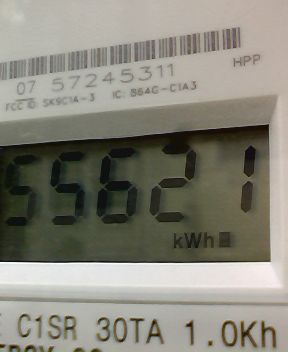 07 57245311
HPP
FCC ID: SK9C1A-3 IC: 864G-C1A3
55621
kWh
C1SR 30TA 1.0Kh